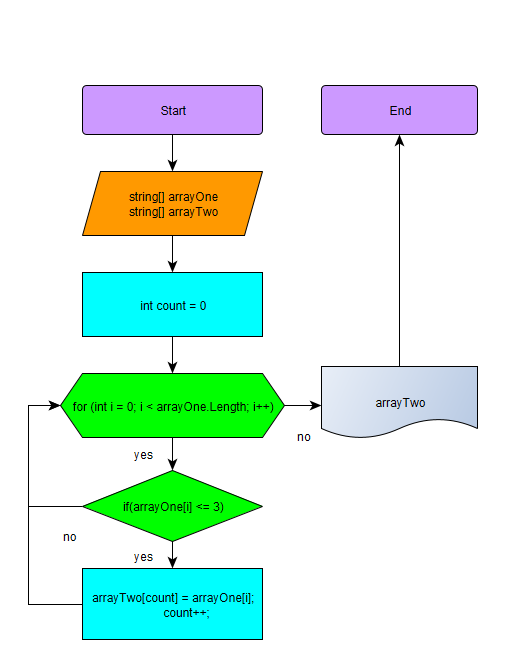 Start
End
string[] arrayOne
string[] arrayTwo
int count = 0
for (int i = 0; i < arrayOne.Length; i++)
arrayTwo
no
yes
if(arrayOne[i] <= 3)
no
yes
arrayTwo[count] = arrayOne[i];
count++;